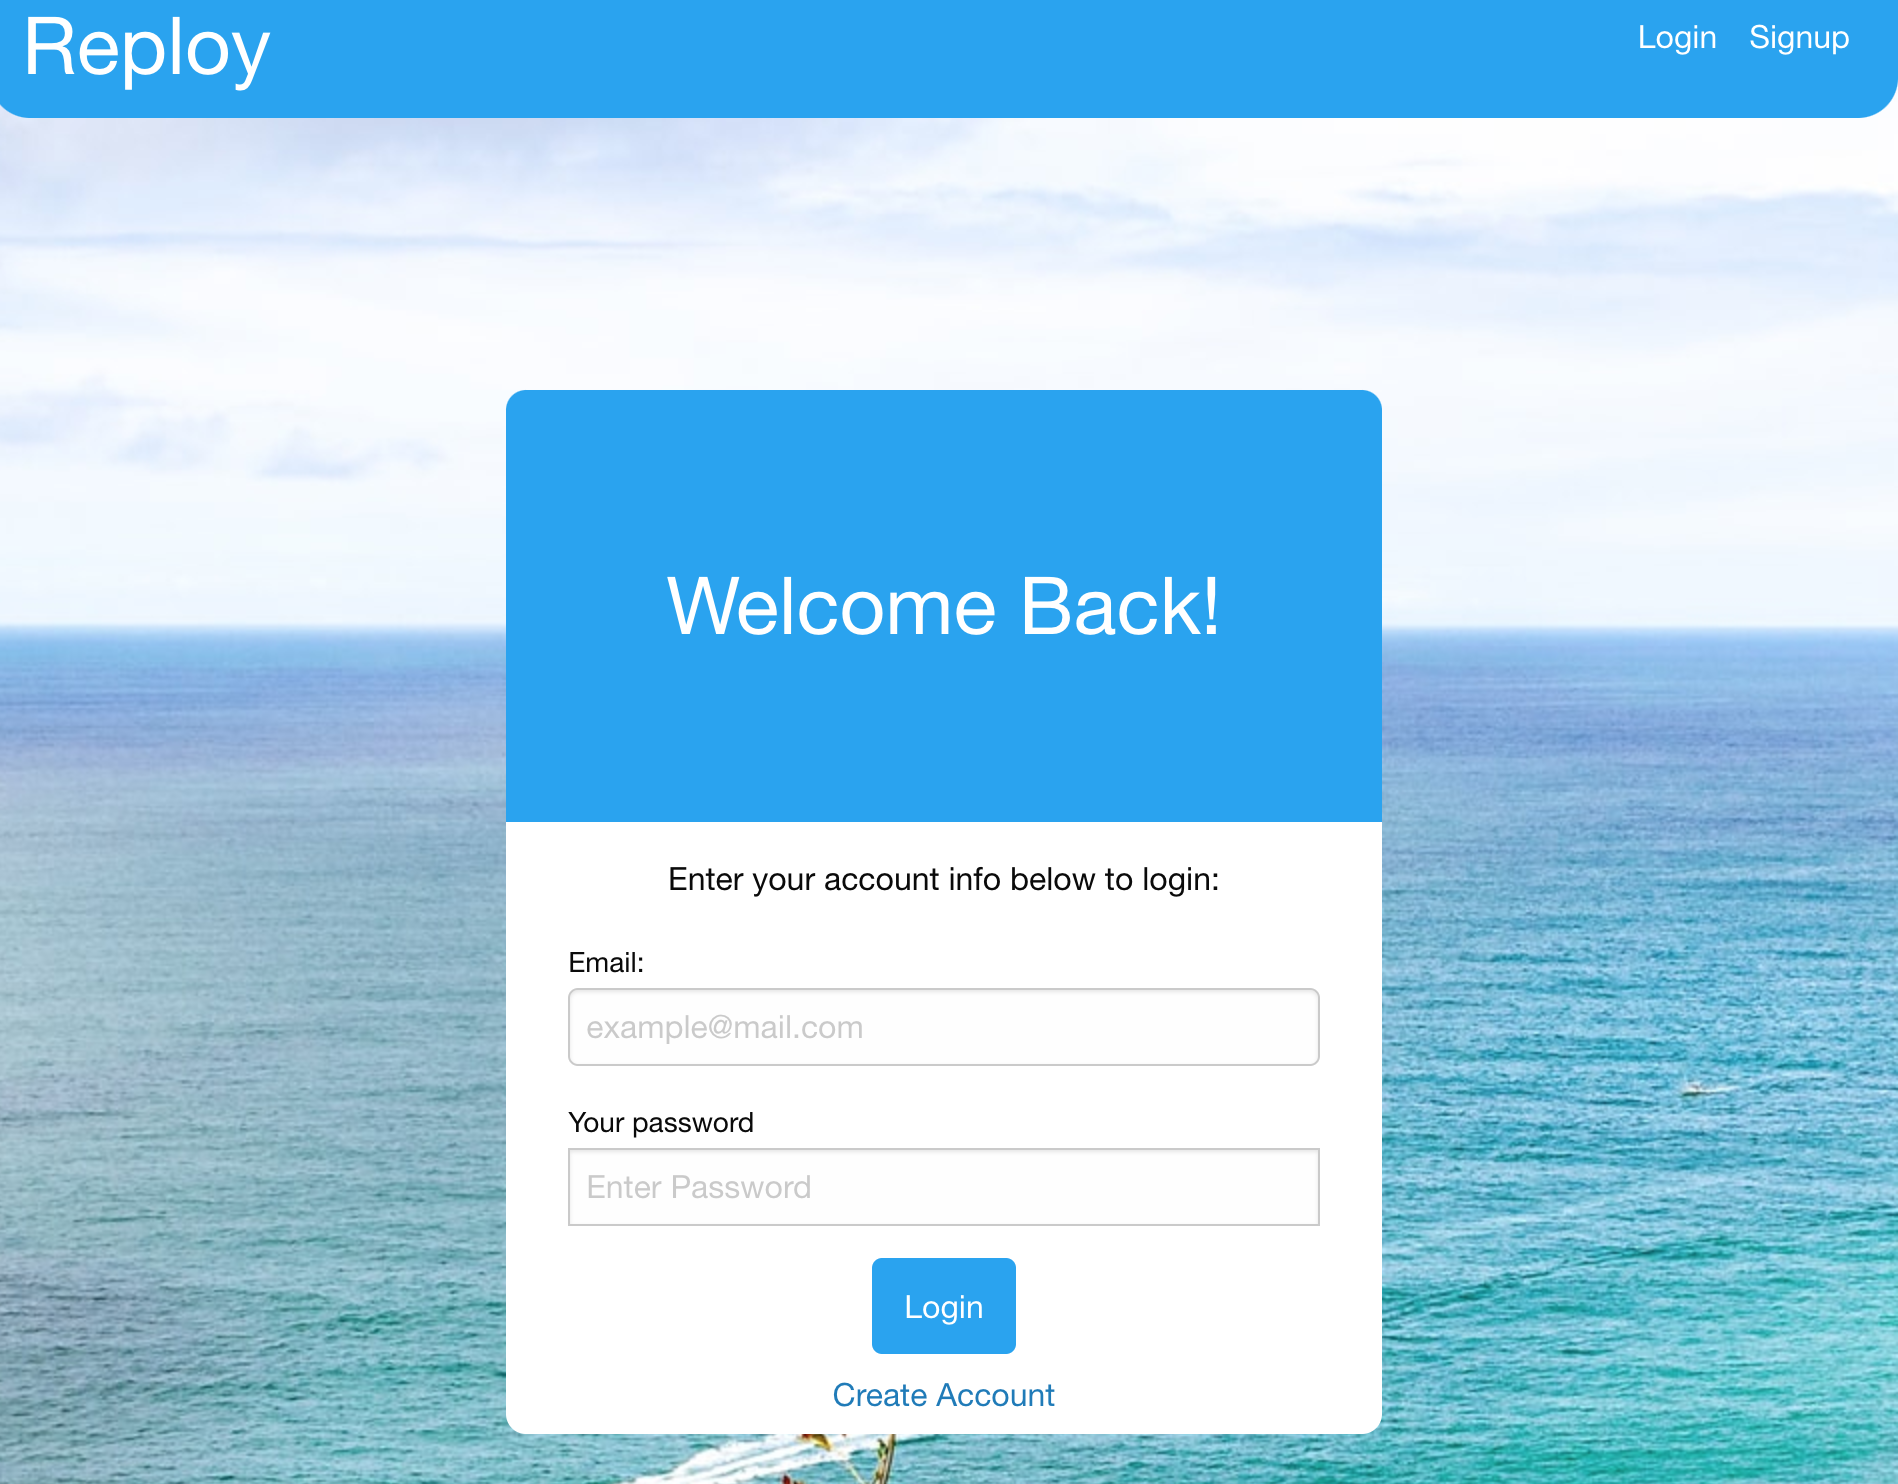 Reploy
Login Signup
Welcome Back!
Enter your account info below to login:
Email:
example@mail.com
Your password
Enter Password
Login
Create Account